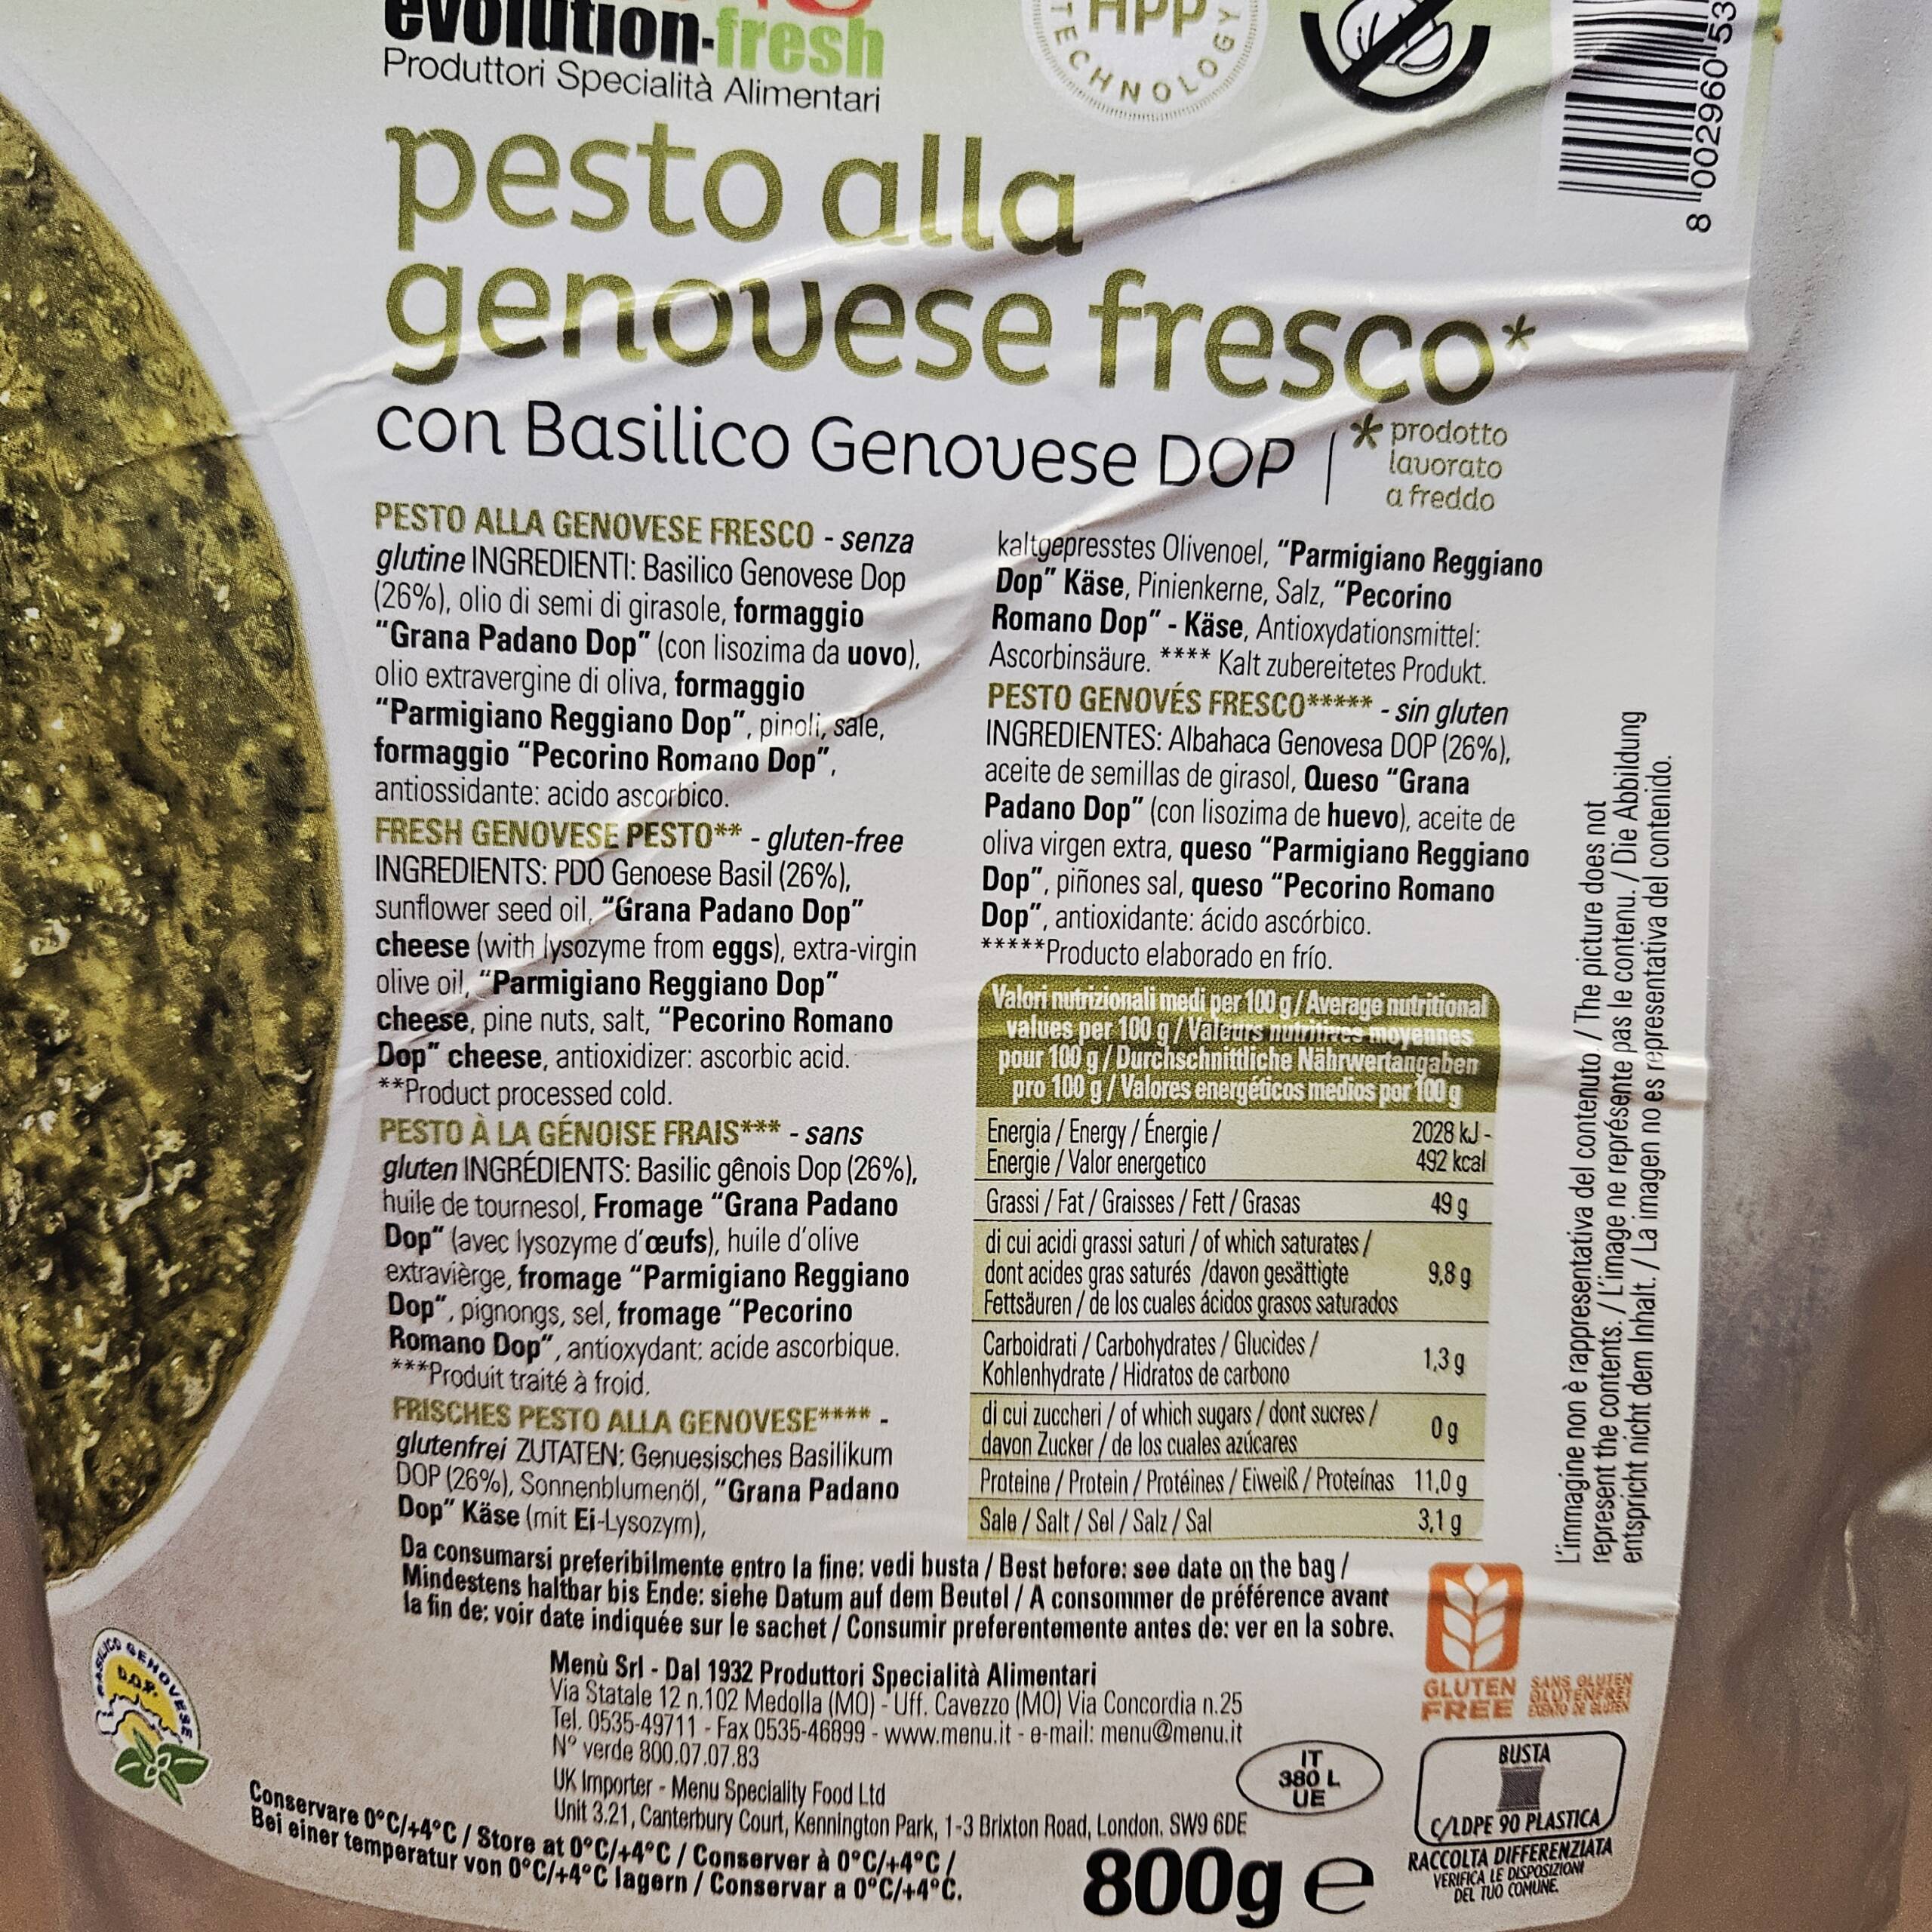 evolution-fresh
Produttori Specialità Alimentari
HPP
TECHNOLOGY
8 002960 53
pesto alla
genovese fresco*
con Basilico Genovese DOP
* prodotto
lavorato
a freddo
PESTO ALLA GENOVESE FRESCO - senza
glutine INGREDIENTI: Basilico Genovese Dop
(26%), olio di semi di girasole, formaggio
“Grana Padano Dop” (con lisozima da uovo),
olio extravergine di oliva, formaggio
“Parmigiano Reggiano Dop”, pinoli, sale,
formaggio “Pecorino Romano Dop”,
antiossidante: acido ascorbico.
FRESH GENOVESE PESTO** - gluten-free
INGREDIENTS: PDO Genoese Basil (26%),
sunflower seed oil, “Grana Padano Dop”
cheese (with lysozyme from eggs), extra-virgin
olive oil, “Parmigiano Reggiano Dop”
cheese, pine nuts, salt, “Pecorino Romano
Dop” cheese, antioxidizer: ascorbic acid.
**Product processed cold.
PESTO À LA GÉNOISE FRAIS*** - sans
gluten INGRÉDIENTS: Basilic gênois Dop (26%),
huile de tournesol, Fromage “Grana Padano
Dop” (avec lysozyme d'œufs), huile d'olive
extravièrge, fromage “Parmigiano Reggiano
Dop”, pignongs, sel, fromage “Pecorino
Romano Dop”, antioxydant: acide ascorbique.
***Produit traité à froid.
FRISCHES PESTO ALLA GENOVESE**** -
glutenfrei ZUTATEN: Genuesisches Basilikum
DOP (26%), Sonnenblumenöl, “Grana Padano
Dop” Käse (mit Ei-Lysozym),
kaltgepresstes Olivenoel, “Parmigiano Reggiano
Dop” Käse, Pinienkerne, Salz, “Pecorino
Romano Dop” - Käse, Antioxydationsmittel:
Ascorbinsäure. **** Kalt zubereitetes Produkt.
PESTO GENOVÉS FRESCO***** - sin gluten
INGREDIENTES: Albahaca Genovesa DOP (26%),
aceite de semillas de girasol, Queso “Grana
Padano Dop” (con lisozima de huevo), aceite de
oliva virgen extra, queso “Parmigiano Reggiano
Dop”, piñones sal, queso “Pecorino Romano
Dop”, antioxidante: ácido ascórbico.
*****Producto elaborado en frío.
Valori nutrizionali medi per 100 g / Average nutritional
values per 100 g / Valeurs nutritives moyennes
pour 100 g / Durchschnittliche Nährwertangaben
pro 100 g / Valores energéticos medios por 100 g
Energia / Energy / Énergie / 2028 kJ -
Energie / Valor energetico 492 kcal
Grassi / Fat / Graisses / Fett / Grasas 49 g
di cui acidi grassi saturi / of which saturates /
dont acides gras saturés /davon gesättigte 9,8 g
Fettsäuren / de los cuales ácidos grasos saturados
Carboidrati / Carbohydrates / Glucides / 1,3 g
Kohlenhydrate / Hidratos de carbono
di cui zuccheri / of which sugars / dont sucres / 0 g
davon Zucker / de los cuales azúcares
Proteine / Protein / Protéines / Eiweiß / Proteínas 11,0 g
Sale / Salt / Sel / Salz / Sal 3,1 g
L'immagine non è rappresentativa del contenuto. / The picture does not
represent the contents. / L'image ne représente pas le contenu. / Die Abbildung
entspricht nicht dem Inhalt. / La imagen no es representativa del contenido.
Da consumarsi preferibilmente entro la fine: vedi busta / Best before: see date on the bag /
Mindestens haltbar bis Ende: siehe Datum auf dem Beutel / A consommer de préférence avant
la fin de: voir date indiquée sur le sachet / Consumir preferentemente antes de: ver en la sobre.
BASILICO GENOVESE
D.O.P.
Menù Srl - Dal 1932 Produttori Specialità Alimentari
Via Statale 12 n.102 Medolla (MO) - Uff. Cavezzo (MO) Via Concordia n.25
Tel. 0535-49711 - Fax 0535-46899 - www.menu.it - e-mail: menu@menu.it
N° verde 800.07.07.83
UK Importer - Menu Speciality Food Ltd
Unit 3.21, Canterbury Court, Kennington Park, 1-3 Brixton Road, London. SW9 6DE
GLUTEN
FREE
SANS GLUTEN
GLUTENFREI
EXENTO DE GLUTEN
IT
380 L
UE
BUSTA
C/LDPE 90 PLASTICA
RACCOLTA DIFFERENZIATA
VERIFICA LE DISPOSIZIONI
DEL TUO COMUNE.
Conservare 0°C/+4°C / Store at 0°C/+4°C / Conserver à 0°C/+4°C /
Bei einer temperatur von 0°C/+4°C lagern / Conservar a 0°C/+4°C.
800g e